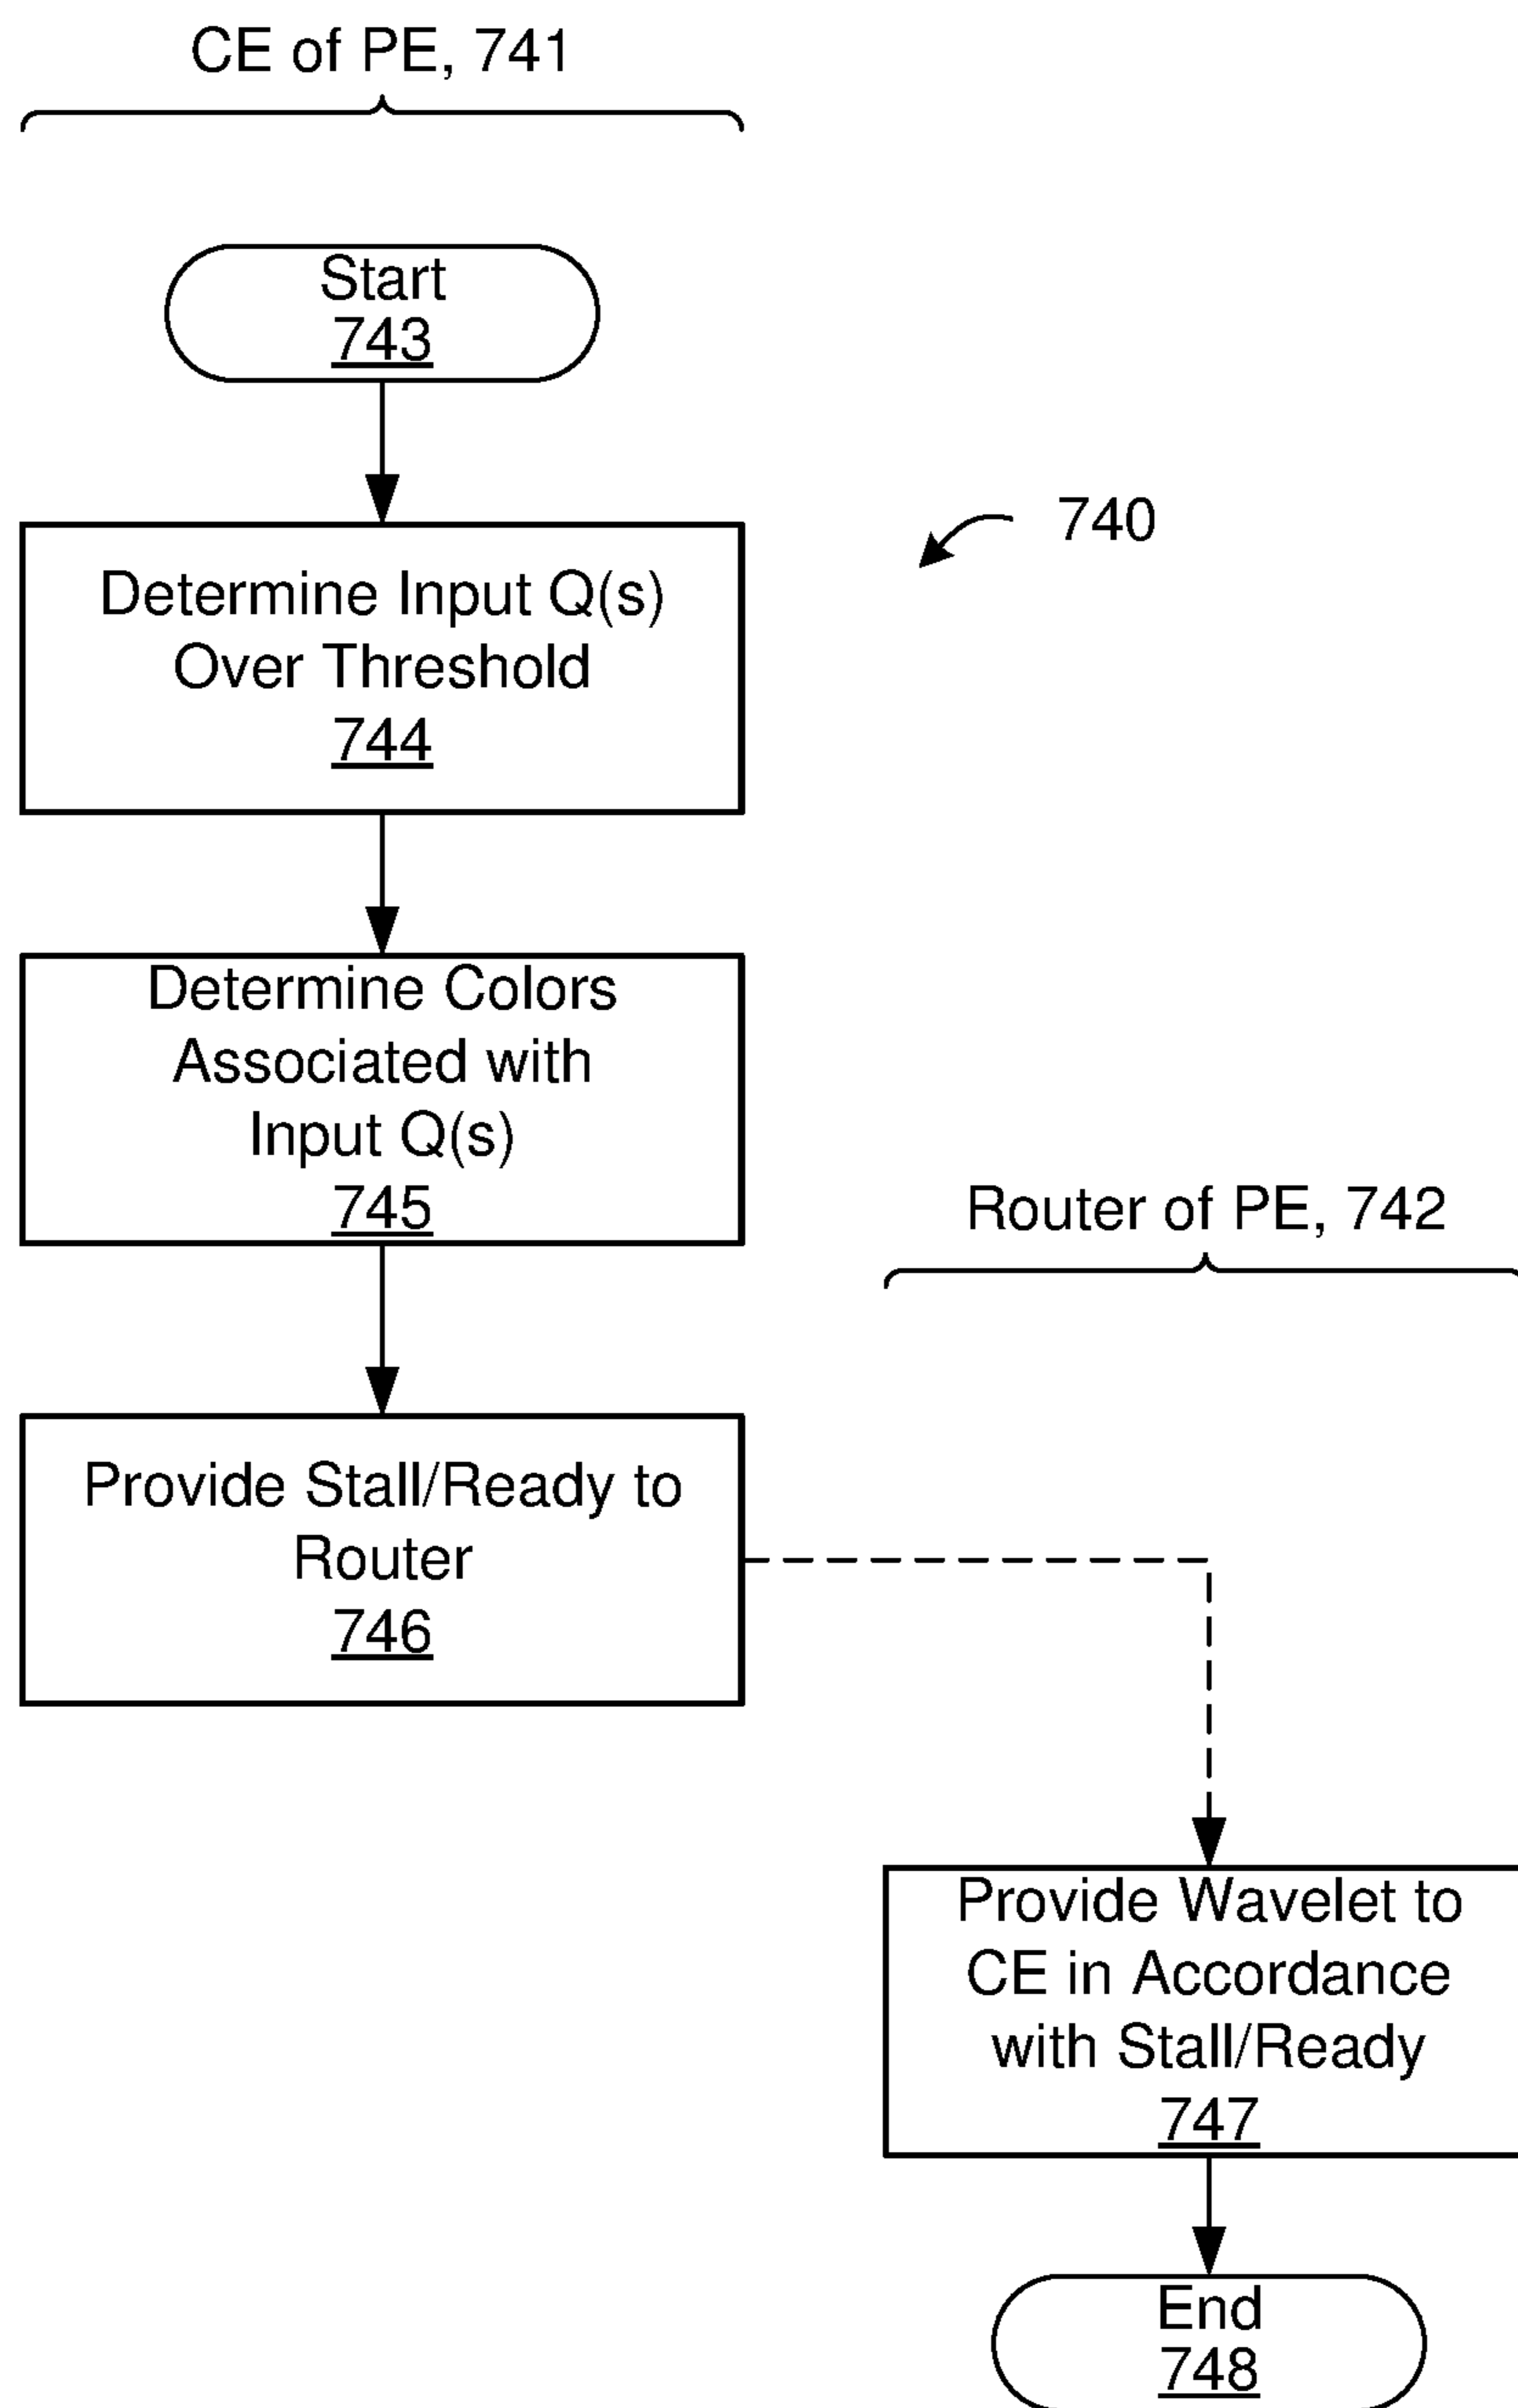 CE of PE, 741
Start
743
740
Determine Input Q(s)
Over Threshold
744
Determine Colors
Associated with
Input Q(s)
745
Router of PE, 742
Provide Stall/Ready to
Router
746
Provide Wavelet to
CE in Accordance
with Stall/Ready
747
End
748